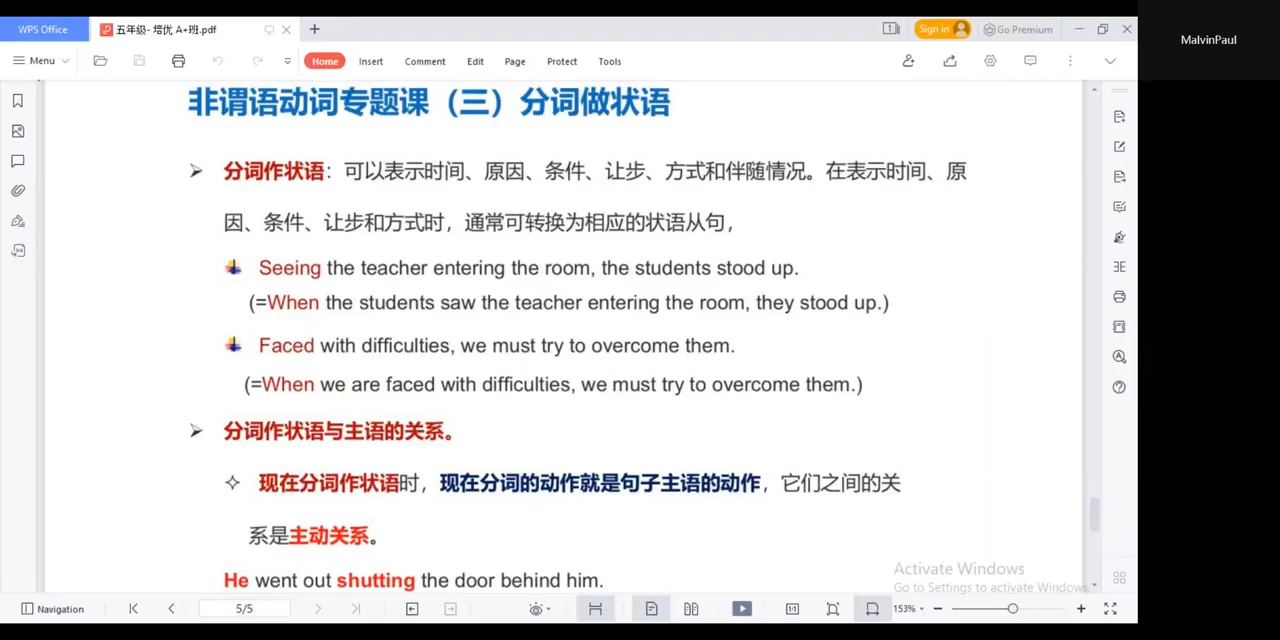 WPS Office
五年级- 培优 A+班.pdf
Sign in
Go Premium
MalvinPaul
Menu
Home
Insert
Comment
Edit
Page
Protect
Tools
非谓语动词专题课（三）分词做状语
分词作状语：可以表示时间、原因、条件、让步、方式和伴随情况。在表示时间、原
因、条件、让步和方式时，通常可转换为相应的状语从句，
Seeing the teacher entering the room, the students stood up.
(=When the students saw the teacher entering the room, they stood up.)
Faced with difficulties, we must try to overcome them.
(=When we are faced with difficulties, we must try to overcome them.)
分词作状语与主语的关系。
现在分词作状语时，现在分词的动作就是句子主语的动作，它们之间的关
系是主动关系。
He went out shutting the door behind him.
Activate Windows
Go to Settings to activate Windows.
Navigation
5/5
153%